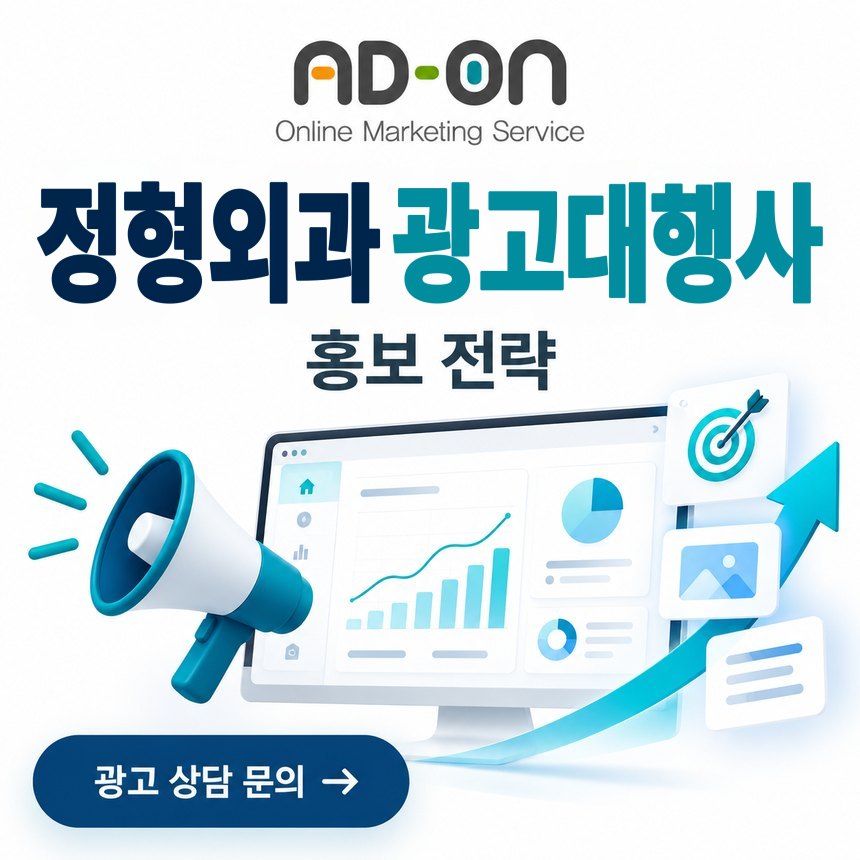 AD-ON
Online Marketing Service
정형외과 광고대행사
홍보 전략
광고 상담 문의 →